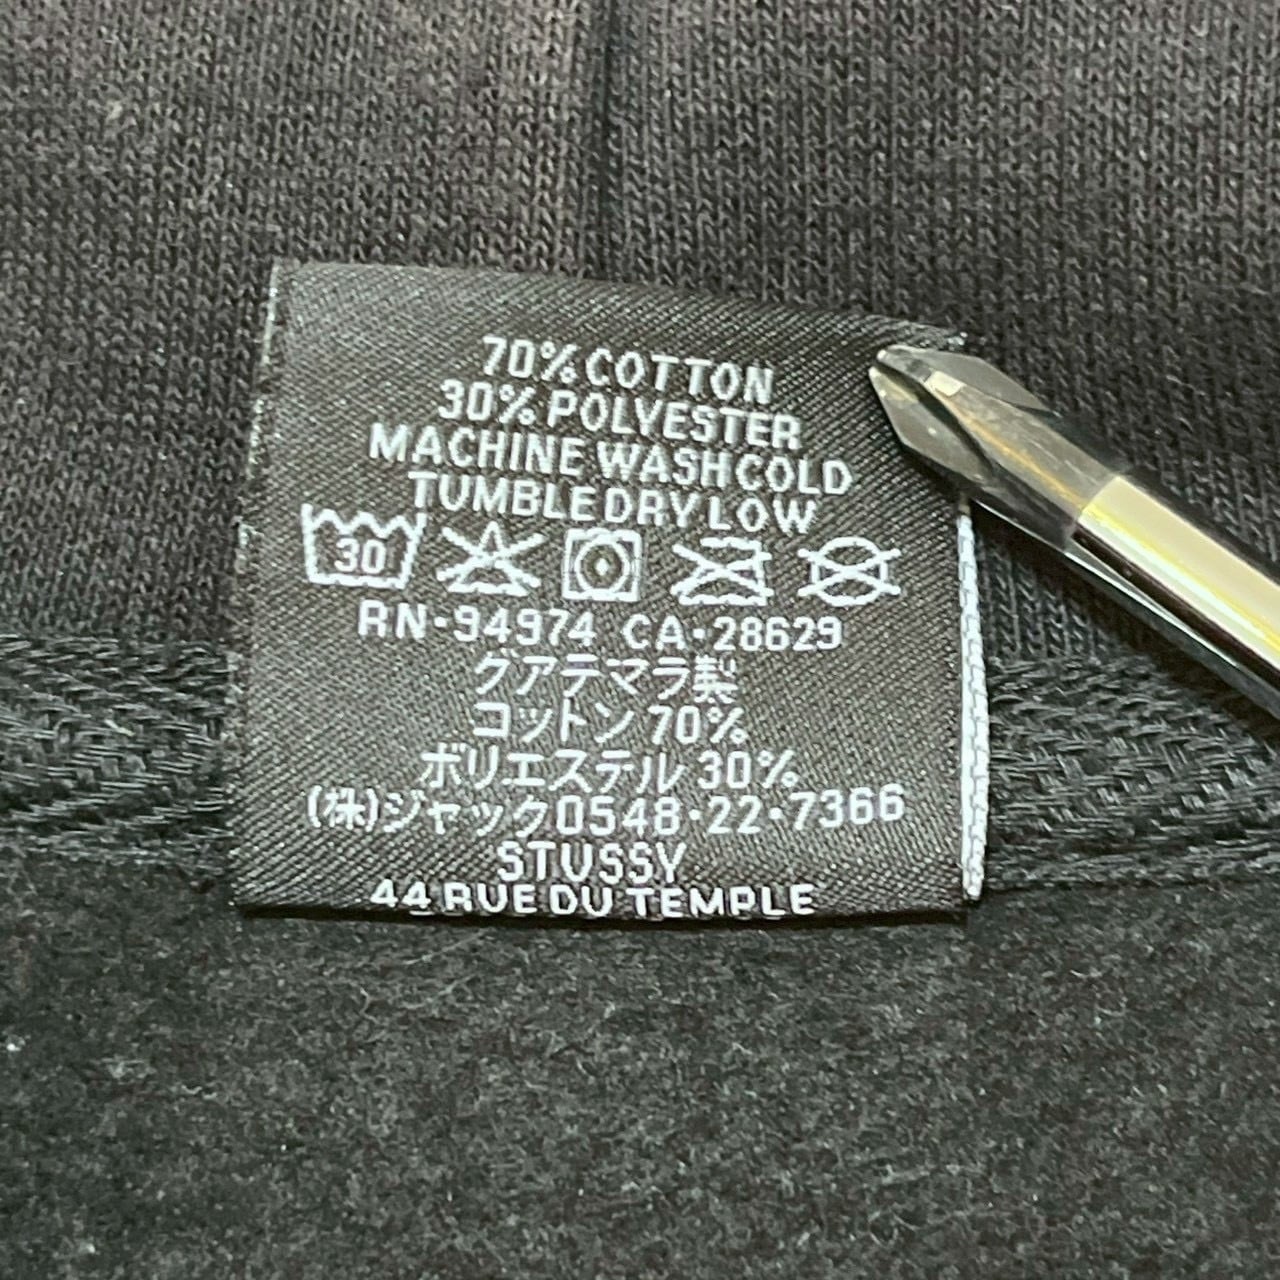 70% COTTON
30% POLYESTER
MACHINE WASH COLD
TUMBLE DRY LOW
30
RN·94974 CA·28629
グアテマラ製
コットン 70%
ポリエステル 30%
(株)ジャック0548·22·7366
STUSSY
44 RUE DU TEMPLE